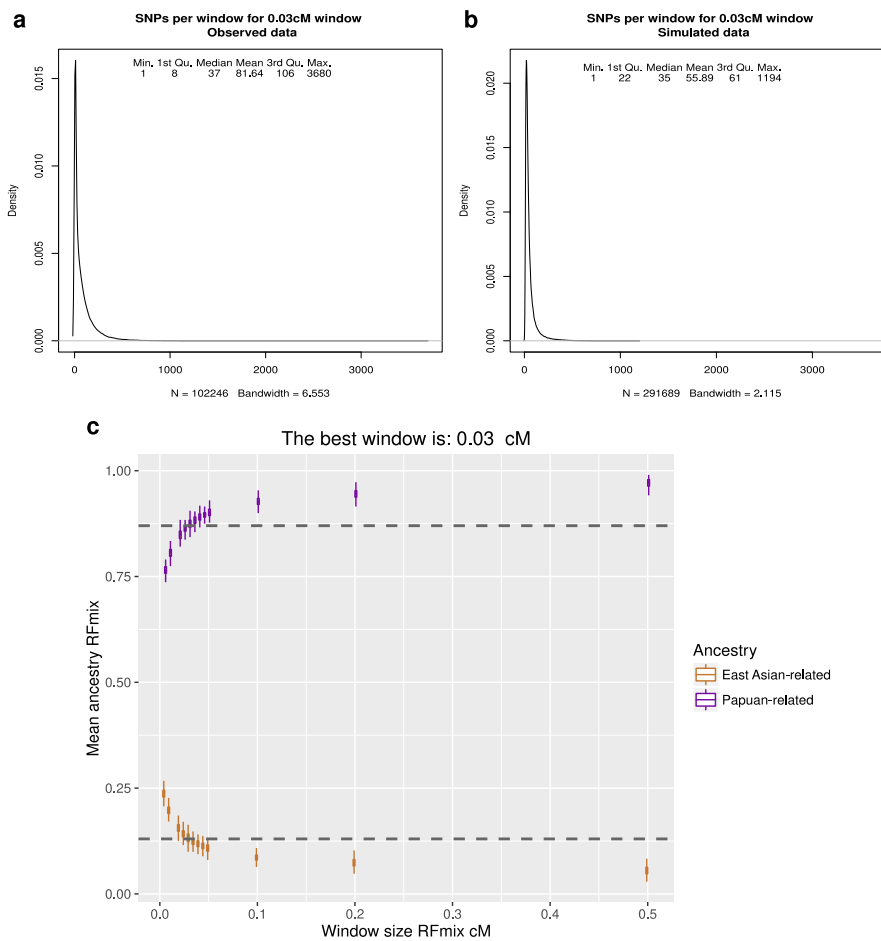 a
SNPs per window for 0.03cM window
Observed data
Min. 1st Qu. Median Mean 3rd Qu. Max.
1 8 37 81.64 106 3680
Density
0.015
0.010
0.005
0.000
0 1000 2000 3000
N = 102246 Bandwidth = 6.553
b
SNPs per window for 0.03cM window
Simulated data
Min. 1st Qu. Median Mean 3rd Qu. Max.
1 22 35 55.89 61 1194
Density
0.020
0.015
0.010
0.005
0.000
0 1000 2000 3000
N = 291689 Bandwidth = 2.115
c
The best window is: 0.03 cM
Mean ancestry RFmix
1.00
0.75
0.50
0.25
0.00
0.0 0.1 0.2 0.3 0.4 0.5
Window size RFmix cM
Ancestry
East Asian-related
Papuan-related